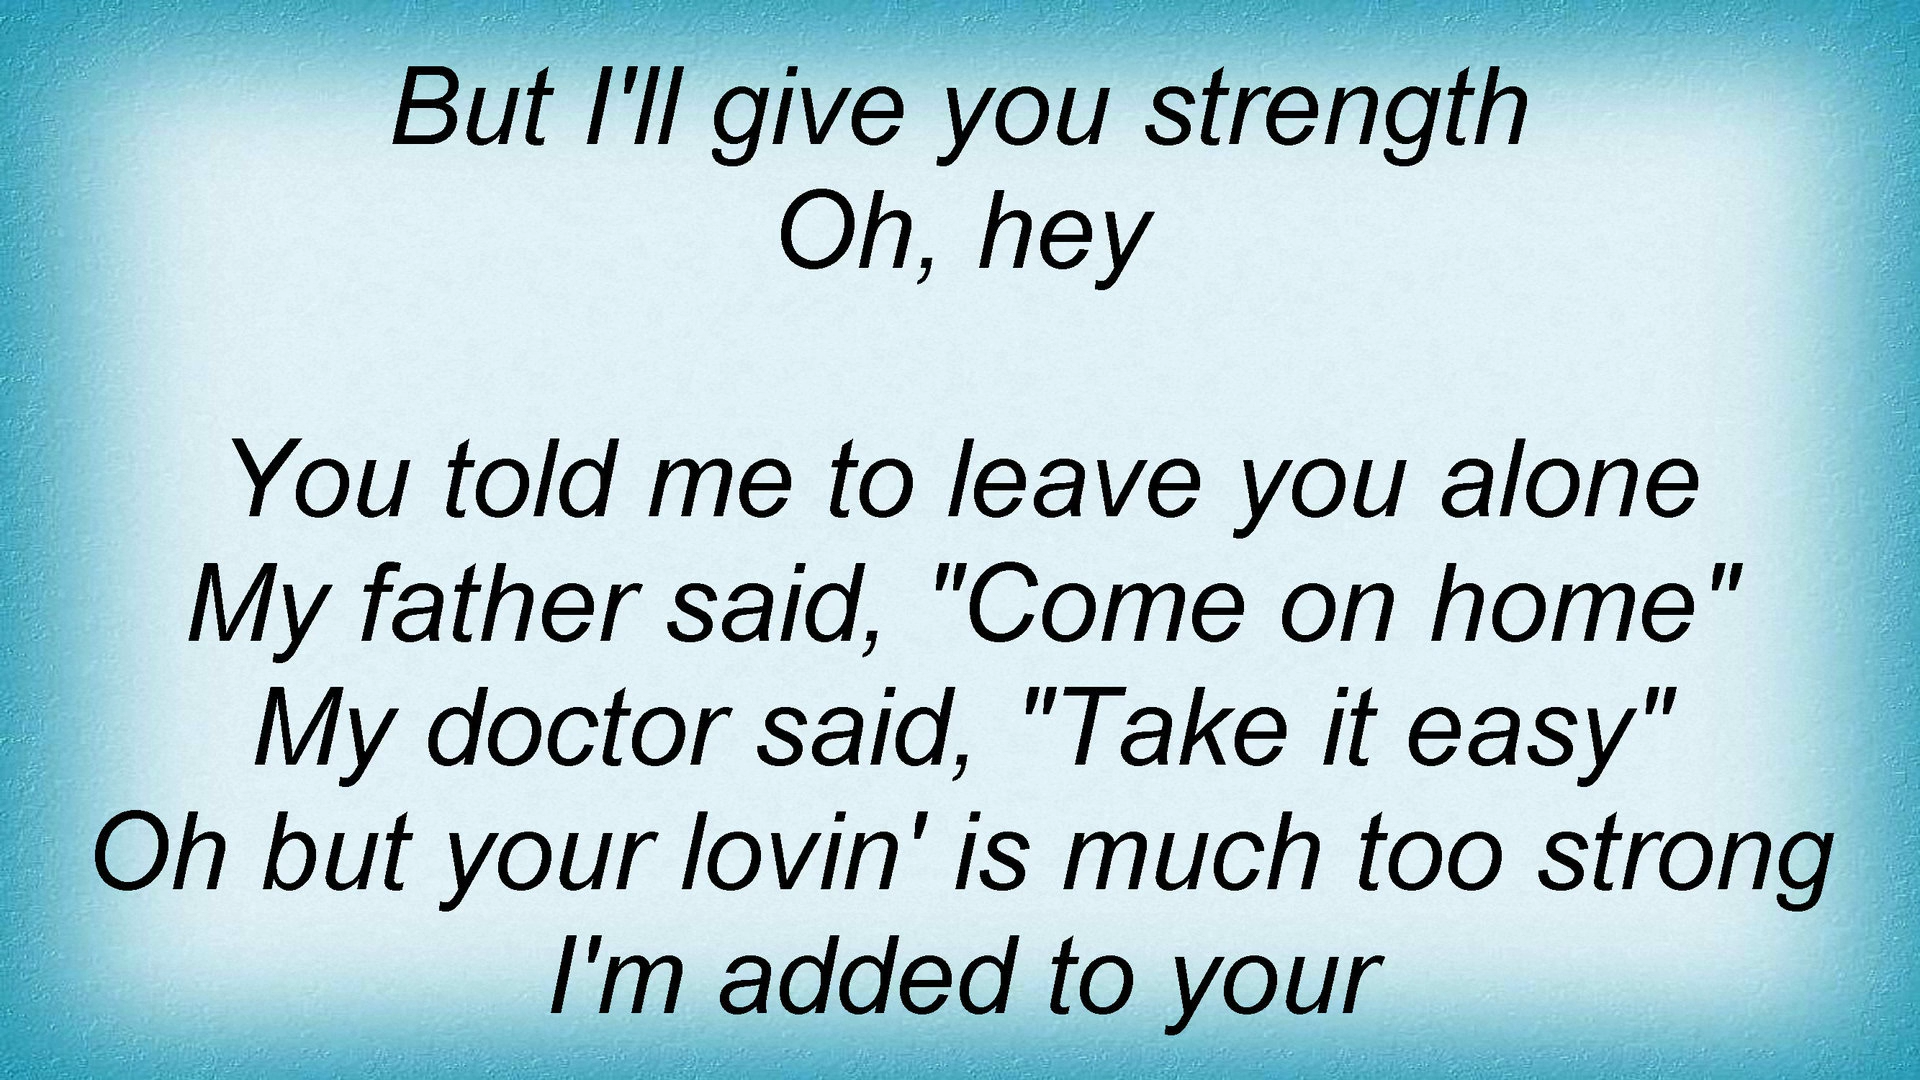 But I'll give you strength
Oh, hey
You told me to leave you alone
My father said, "Come on home"
My doctor said, "Take it easy"
Oh but your lovin' is much too strong
I'm added to your